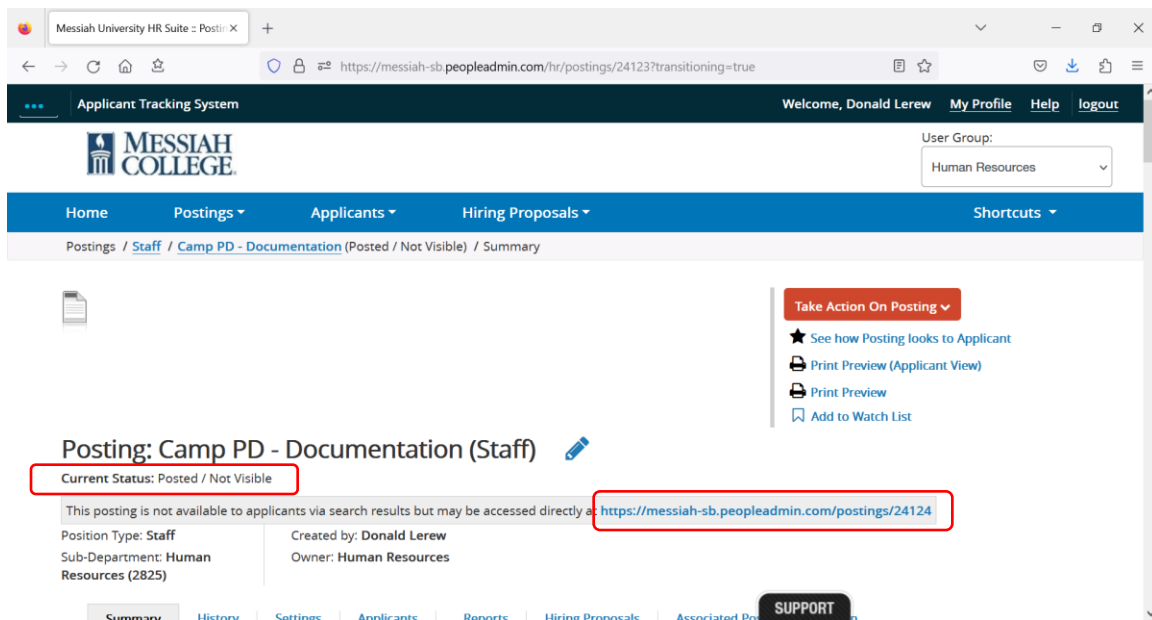 Messiah University HR Suite :: Postin
https://messiah-sb.peopleadmin.com/hr/postings/24123?transitioning=true
Applicant Tracking System Welcome, Donald Lerew My Profile Help logout
MESSIAH
COLLEGE
User Group:
Human Resources
Home Postings Applicants Hiring Proposals Shortcuts
Postings / Staff / Camp PD - Documentation (Posted / Not Visible) / Summary
Take Action On Posting
See how Posting looks to Applicant
Print Preview (Applicant View)
Print Preview
Add to Watch List
Posting: Camp PD - Documentation (Staff)
Current Status: Posted / Not Visible
This posting is not available to applicants via search results but may be accessed directly at https://messiah-sb.peopleadmin.com/postings/24124
Position Type: Staff Created by: Donald Lerew
Sub-Department: Human Owner: Human Resources
Resources (2825)
Summary History Settings Applicants Reports Hiring Proposals Associated
SUPPORT